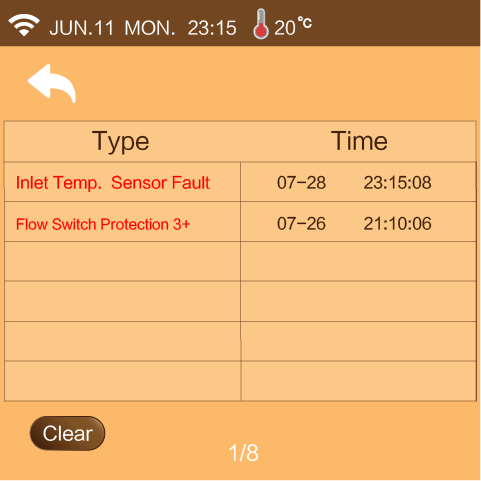 JUN.11 MON. 23:15 20℃
Type Time
Inlet Temp. Sensor Fault 07-28 23:15:08
Flow Switch Protection 3+ 07-26 21:10:06
Clear
1/8